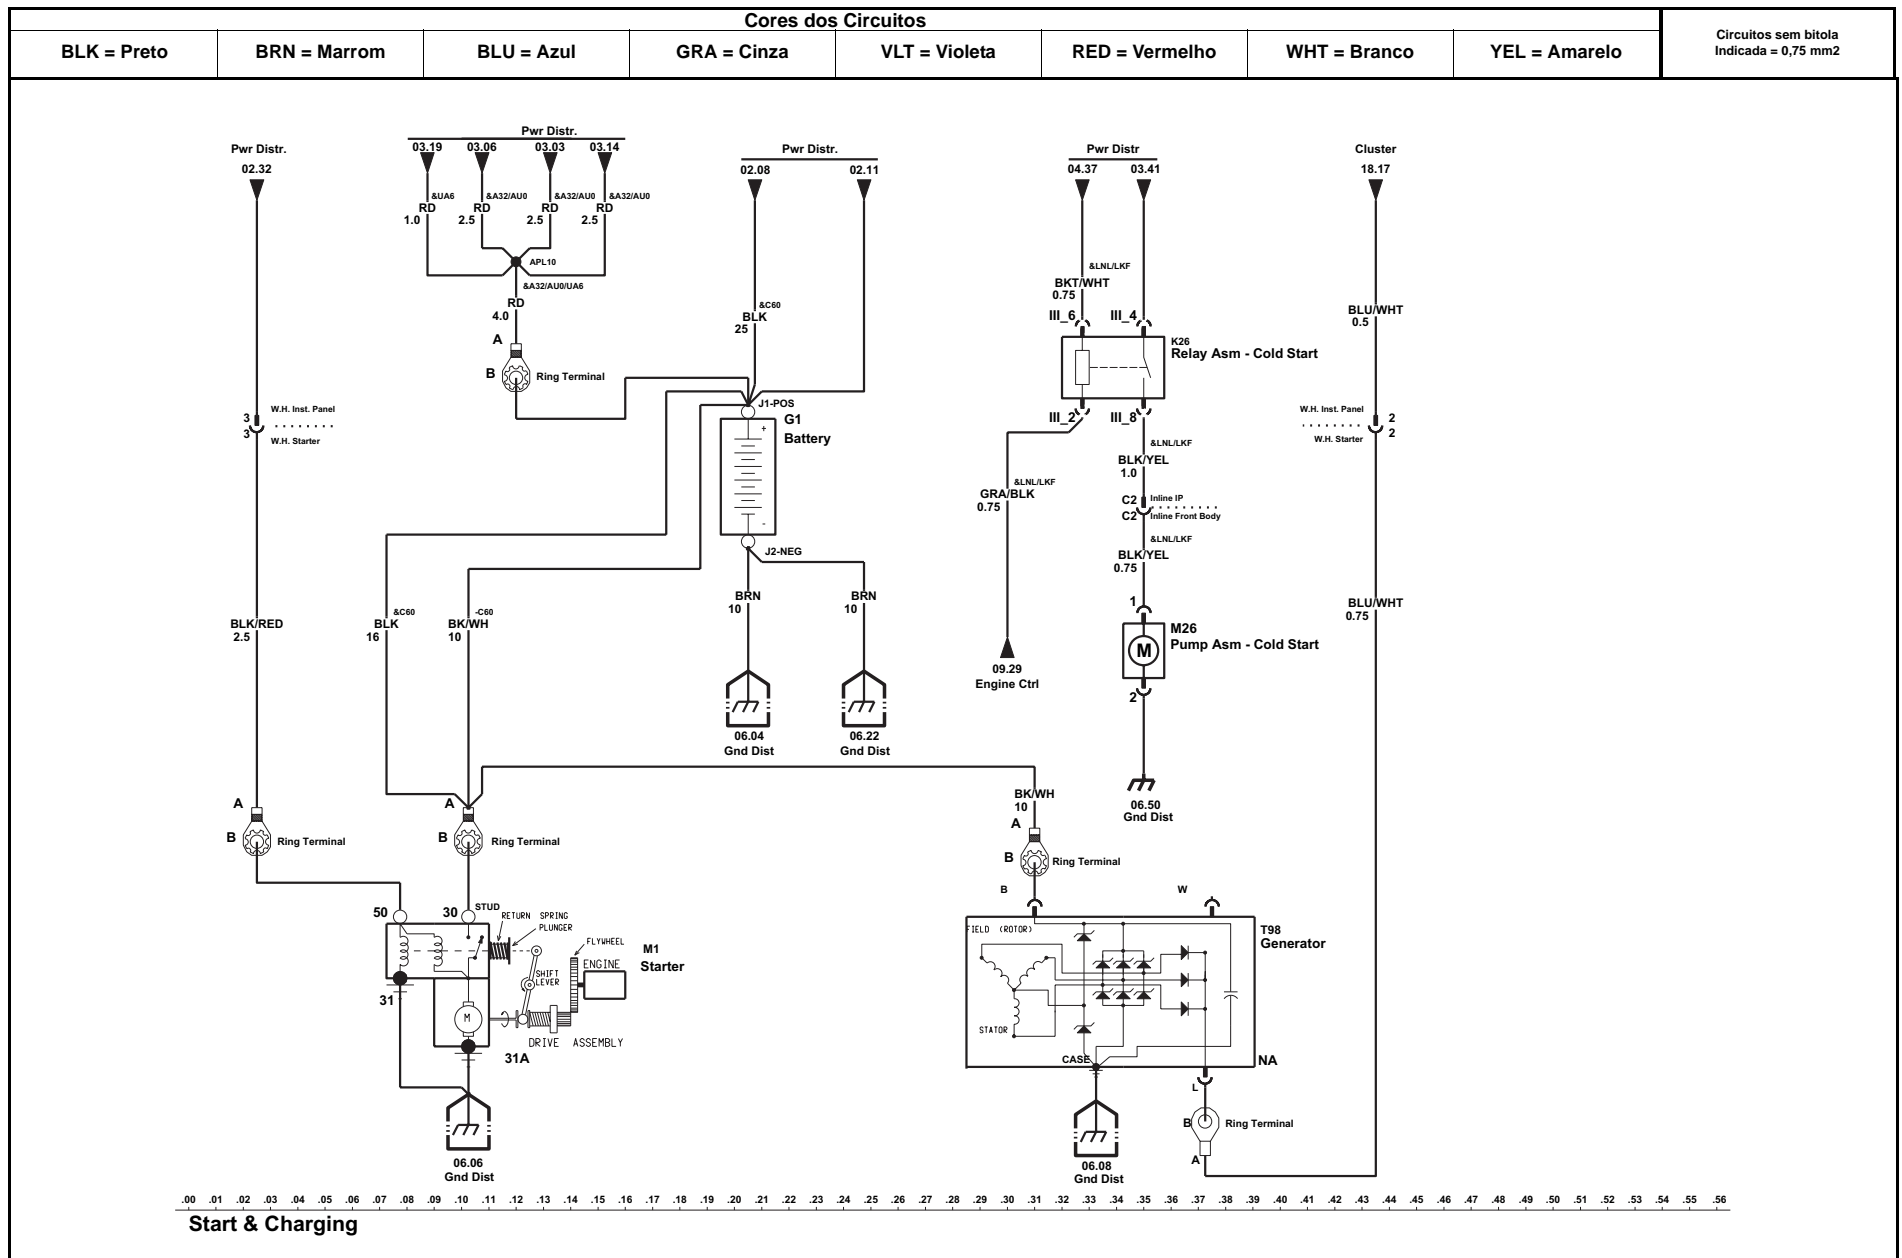 Cores dos Circuitos
BLK = Preto
BRN = Marrom
BLU = Azul
GRA = Cinza
VLT = Violeta
RED = Vermelho
WHT = Branco
YEL = Amarelo
Circuitos sem bitola
Indicada = 0,75 mm2
Pwr Distr.
02.32
Pwr Distr.
03.19 03.06 03.03 03.14
&UA6 &A32/AU0 &A32/AU0 &A32/AU0
RD RD RD RD
1.0 2.5 2.5 2.5
APL10
&A32/AU0/UA6
RD
4.0
A
B
Ring Terminal
Pwr Distr.
02.08 02.11
&C60
BLK
25
J1-POS
G1
Battery
+
-
J2-NEG
BRN
10
BRN
10
06.04
Gnd Dist
06.22
Gnd Dist
Pwr Distr
04.37 03.41
&LNL/LKF
BKT/WHT
0.75
III_6 III_4
K26
Relay Asm - Cold Start
III_2 III_8
&LNL/LKF
BLK/YEL
1.0
&LNL/LKF
GRA/BLK
0.75
C2 Inline IP
C2 Inline Front Body
&LNL/LKF
BLK/YEL
0.75
1
M26
Pump Asm - Cold Start
M
2
09.29
Engine Ctrl
06.50
Gnd Dist
Cluster
18.17
BLU/WHT
0.5
W.H. Inst. Panel
2
2
W.H. Starter
BLU/WHT
0.75
3
W.H. Inst. Panel
3
W.H. Starter
BLK/RED
2.5
&C60
BLK
16
-C60
BK/WH
10
A
B
Ring Terminal
A
B
Ring Terminal
BK/WH
10
A
B
Ring Terminal
50
30
STUD
RETURN SPRING
PLUNGER
FLYWHEEL
ENGINE
M1
Starter
SHIFT
LEVER
31
M
DRIVE ASSEMBLY
31A
06.06
Gnd Dist
B
W
FIELD (ROTOR)
T98
Generator
STATOR
CASE
NA
L
B
Ring Terminal
A
06.08
Gnd Dist
.00 .01 .02 .03 .04 .05 .06 .07 .08 .09 .10 .11 .12 .13 .14 .15 .16 .17 .18 .19 .20 .21 .22 .23 .24 .25 .26 .27 .28 .29 .30 .31 .32 .33 .34 .35 .36 .37 .38 .39 .40 .41 .42 .43 .44 .45 .46 .47 .48 .49 .50 .51 .52 .53 .54 .55 .56
Start & Charging